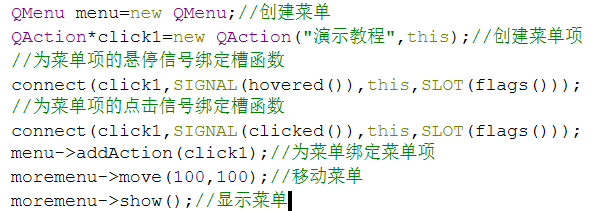 QMenu menu=new QMenu;//创建菜单
QAction*click1=new QAction("演示教程",this);//创建菜单项
//为菜单项的悬停信号绑定槽函数
connect(click1,SIGNAL(hovered()),this,SLOT(flags()));
//为菜单项的点击信号绑定槽函数
connect(click1,SIGNAL(clicked()),this,SLOT(flags()));
menu->addAction(click1);//为菜单绑定菜单项
moremenu->move(100,100);//移动菜单
moremenu->show();//显示菜单